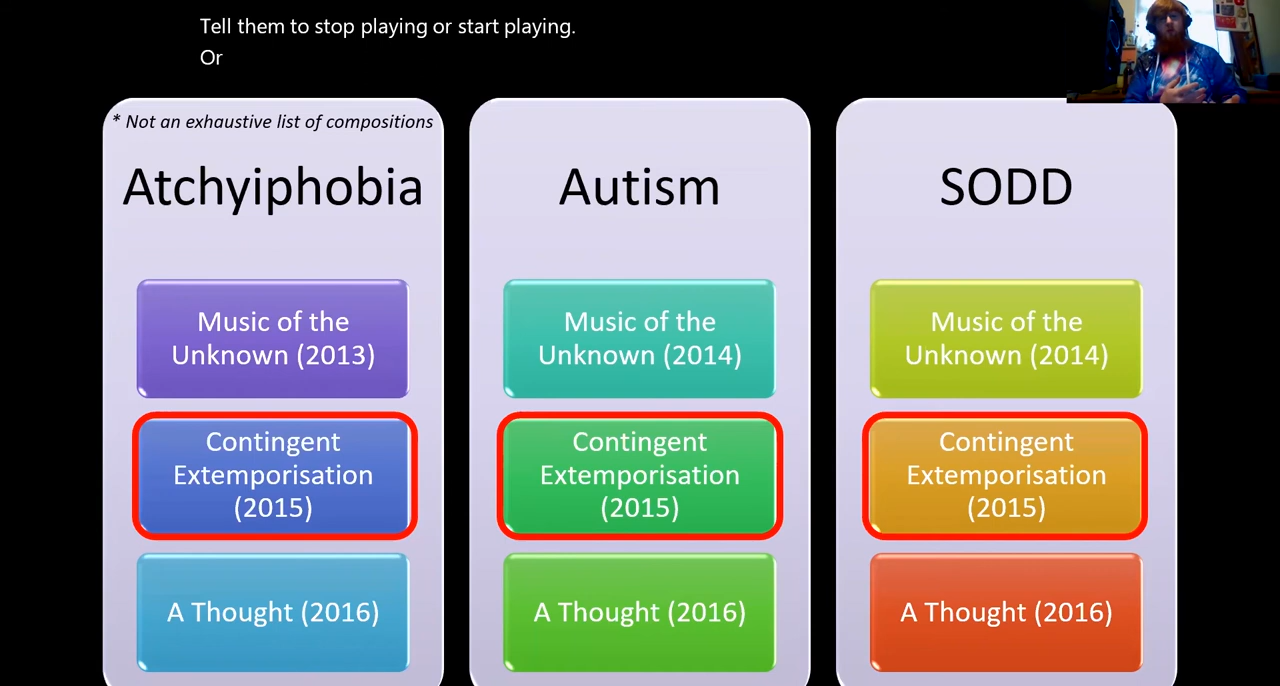 Tell them to stop playing or start playing.
Or
* Not an exhaustive list of compositions
Atchyiphobia
Music of the
Unknown (2013)
Contingent
Extemporisation
(2015)
A Thought (2016)
Autism
Music of the
Unknown (2014)
Contingent
Extemporisation
(2015)
A Thought (2016)
SODD
Music of the
Unknown (2014)
Contingent
Extemporisation
(2015)
A Thought (2016)